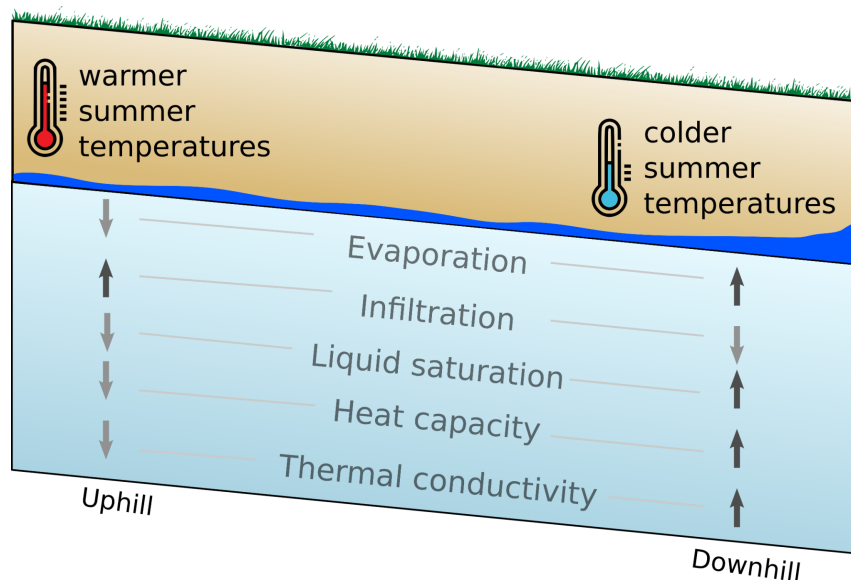 warmer
summer
temperatures
colder
summer
temperatures
Evaporation
Infiltration
Liquid saturation
Heat capacity
Thermal conductivity
Uphill
Downhill